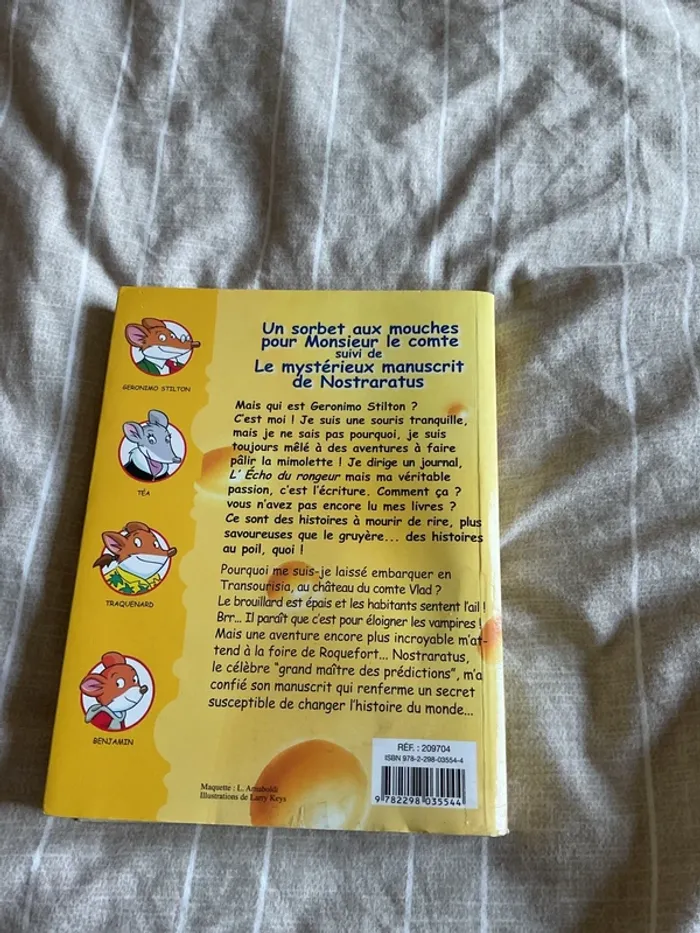 Un sorbet aux mouches
pour Monsieur le comte
suivi de
Le mystérieux manuscrit
de Nostraratus
GERONIMO STILTON
TÉA
TRAQUENARD
BENJAMIN
Mais qui est Geronimo Stilton ?
C'est moi ! Je suis une souris tranquille,
mais je ne sais pas pourquoi, je suis
toujours mêlé à des aventures à faire
pâlir la mimolette ! Je dirige un journal,
L' Écho du rongeur mais ma véritable
passion, c'est l'écriture. Comment ça ?
vous n'avez pas encore lu mes livres ?
Ce sont des histoires à mourir de rire, plus
savoureuses que le gruyère... des histoires
au poil, quoi !
Pourquoi me suis-je laissé embarquer en
Transourisia, au château du comte Vlad ?
Le brouillard est épais et les habitants sentent l'ail !
Brr... Il paraît que c'est pour éloigner les vampires !
Mais une aventure encore plus incroyable m'at-
tend à la foire de Roquefort... Nostraratus,
le célèbre "grand maître des prédictions", m'a
confié son manuscrit qui renferme un secret
susceptible de changer l'histoire du monde...
Maquette : L. Arnaboldi
Illustrations de Larry Keys
RÉF. : 209704
ISBN 978-2-298-03554-4
9 782298 035544